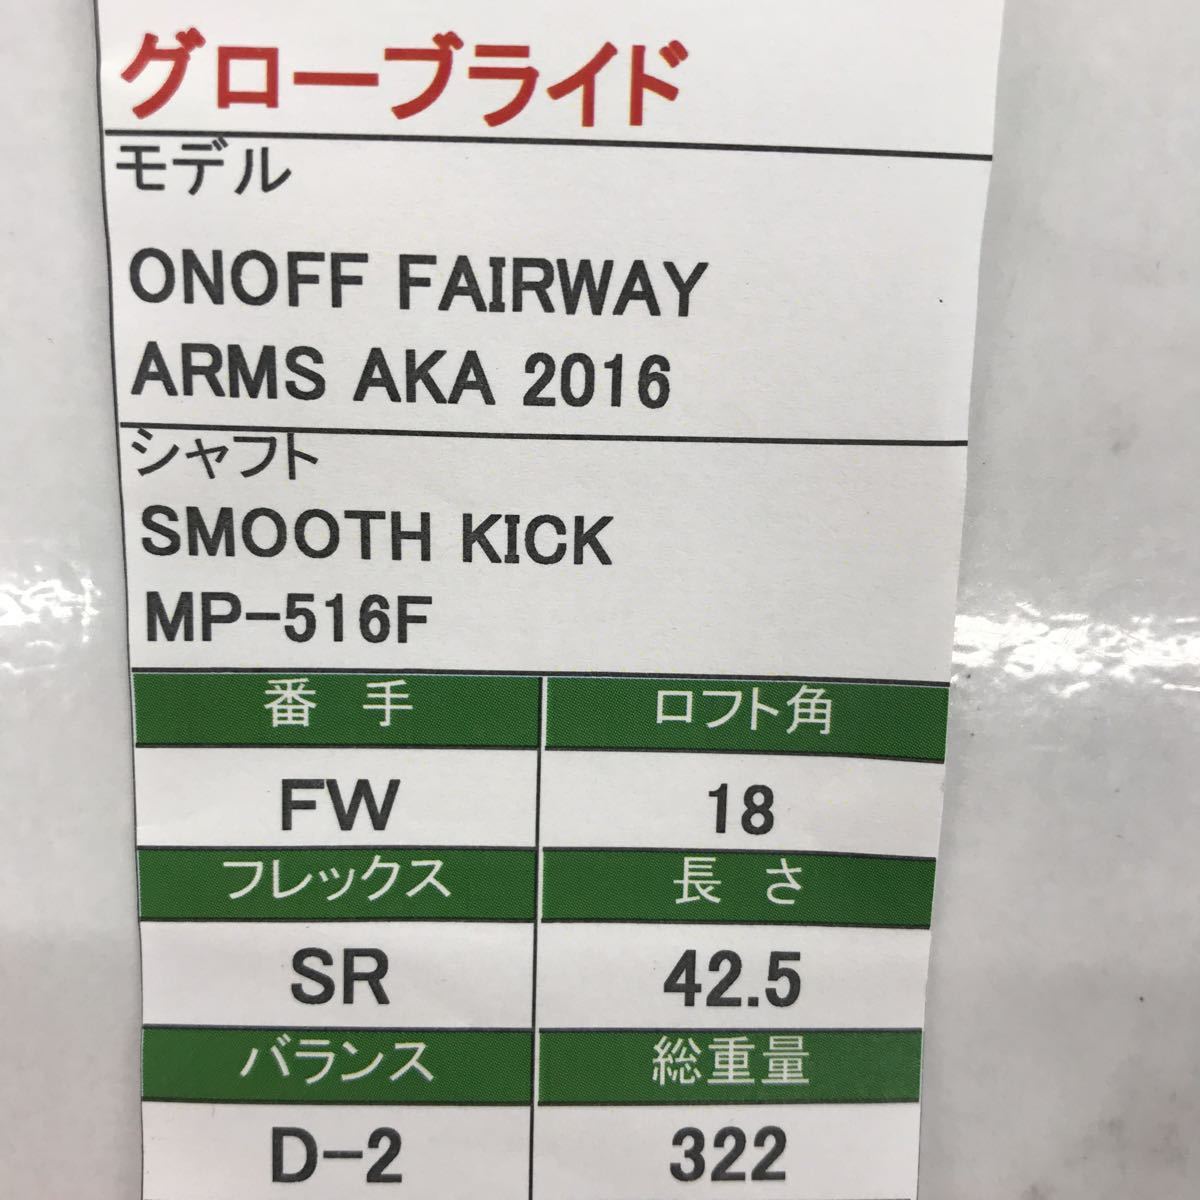 グローブライド
モデル
ONOFF FAIRWAY
ARMS AKA 2016
シャフト
SMOOTH KICK
MP-516F
番 手 ロフト角
FW 18
フレックス 長 さ
SR 42.5
バランス 総重量
D-2 322